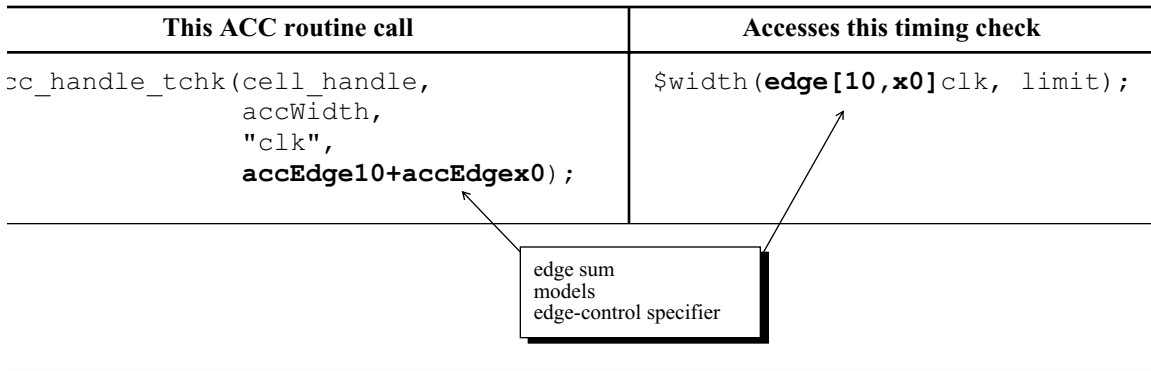 This ACC routine call
Accesses this timing check
cc_handle_tchk(cell_handle,
accWidth,
"clk",
accEdge10+accEdgex0);
$width(edge[10,x0]clk, limit);
edge sum
models
edge-control specifier